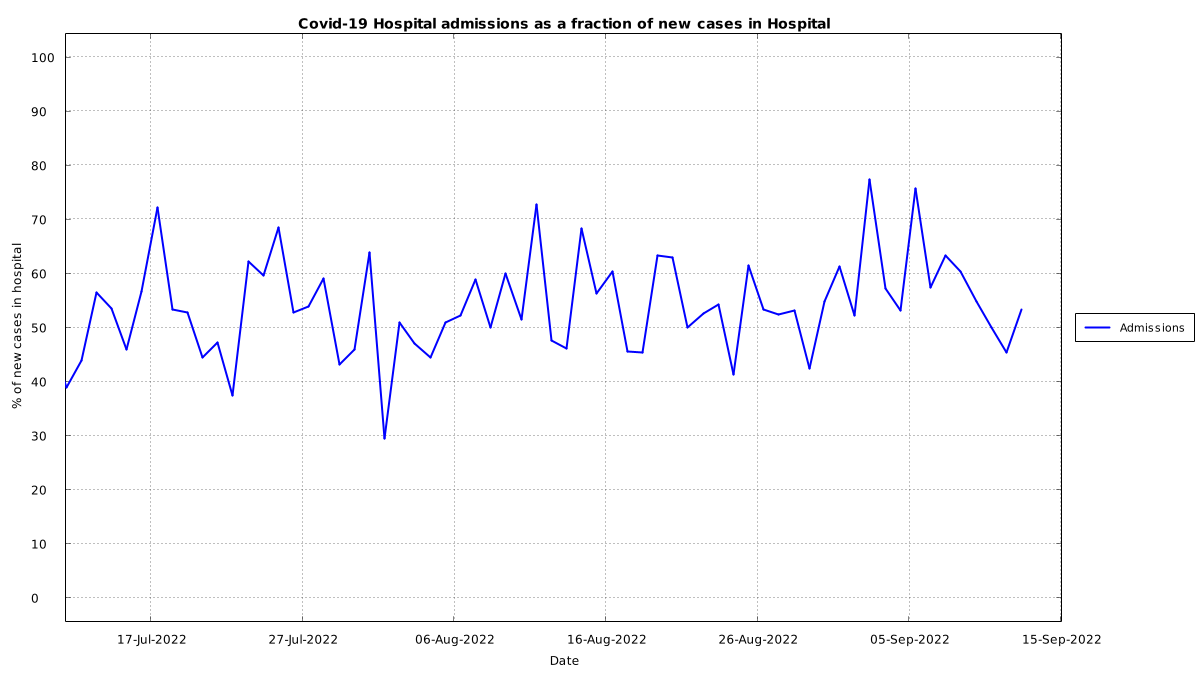 Covid-19 Hospital admissions as a fraction of new cases in Hospital
100
90
80
70
60
50
40
30
20
10
0
% of new cases in hospital
17-Jul-2022
27-Jul-2022
06-Aug-2022
16-Aug-2022
26-Aug-2022
05-Sep-2022
15-Sep-2022
Date
Admissions